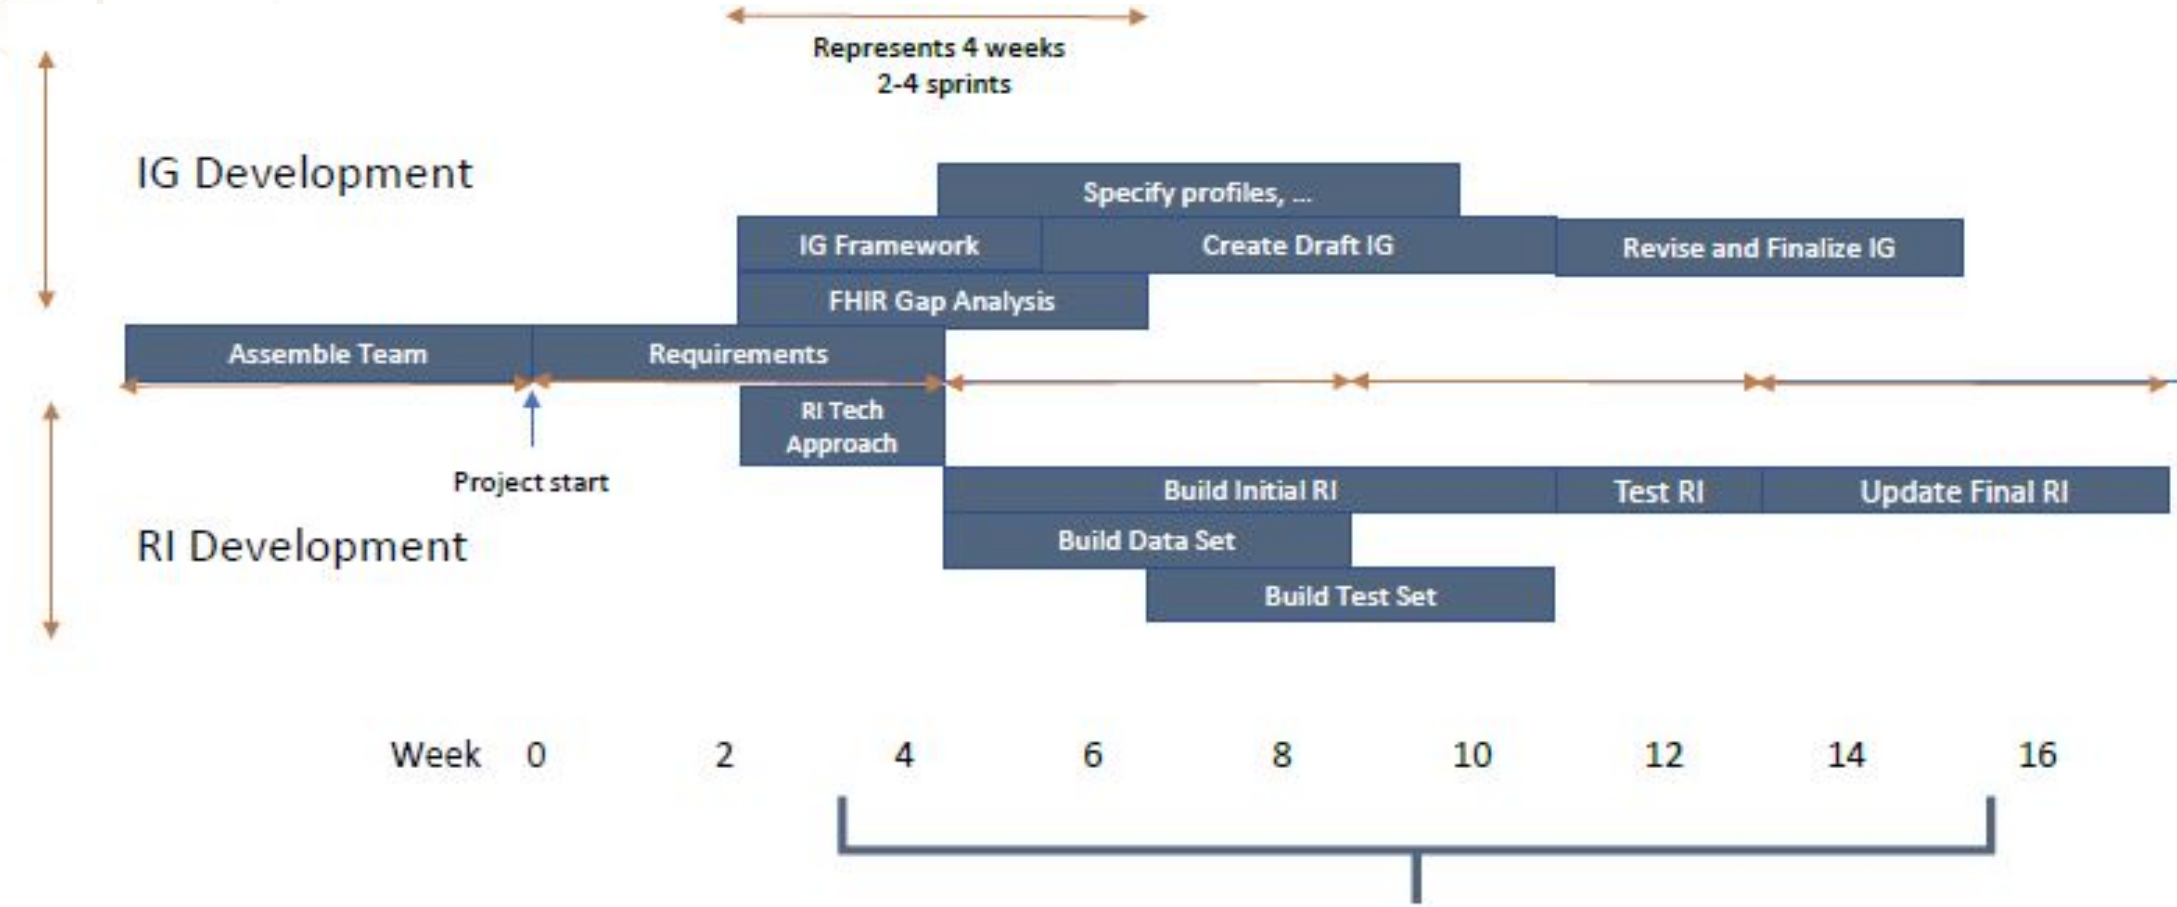 Represents 4 weeks
2-4 sprints
IG Development
Specify profiles, ...
IG Framework
Create Draft IG
Revise and Finalize IG
FHIR Gap Analysis
Assemble Team
Requirements
RI Tech
Approach
Project start
Build Initial RI
Test RI
Update Final RI
RI Development
Build Data Set
Build Test Set
Week 0 2 4 6 8 10 12 14 16